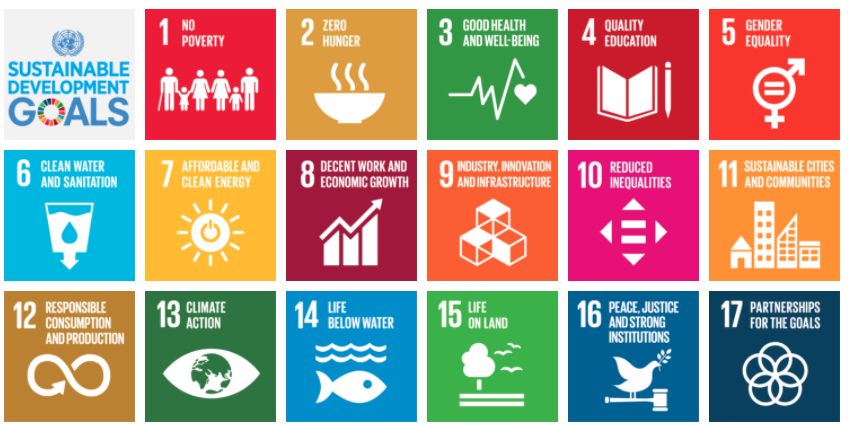 SUSTAINABLE
DEVELOPMENT
GOALS
1 NO
POVERTY
2 ZERO
HUNGER
3 GOOD HEALTH
AND WELL-BEING
4 QUALITY
EDUCATION
5 GENDER
EQUALITY
6 CLEAN WATER
AND SANITATION
7 AFFORDABLE AND
CLEAN ENERGY
8 DECENT WORK AND
ECONOMIC GROWTH
9 INDUSTRY, INNOVATION
AND INFRASTRUCTURE
10 REDUCED
INEQUALITIES
11 SUSTAINABLE CITIES
AND COMMUNITIES
12 RESPONSIBLE
CONSUMPTION
AND PRODUCTION
13 CLIMATE
ACTION
14 LIFE
BELOW WATER
15 LIFE
ON LAND
16 PEACE, JUSTICE
AND STRONG
INSTITUTIONS
17 PARTNERSHIPS
FOR THE GOALS